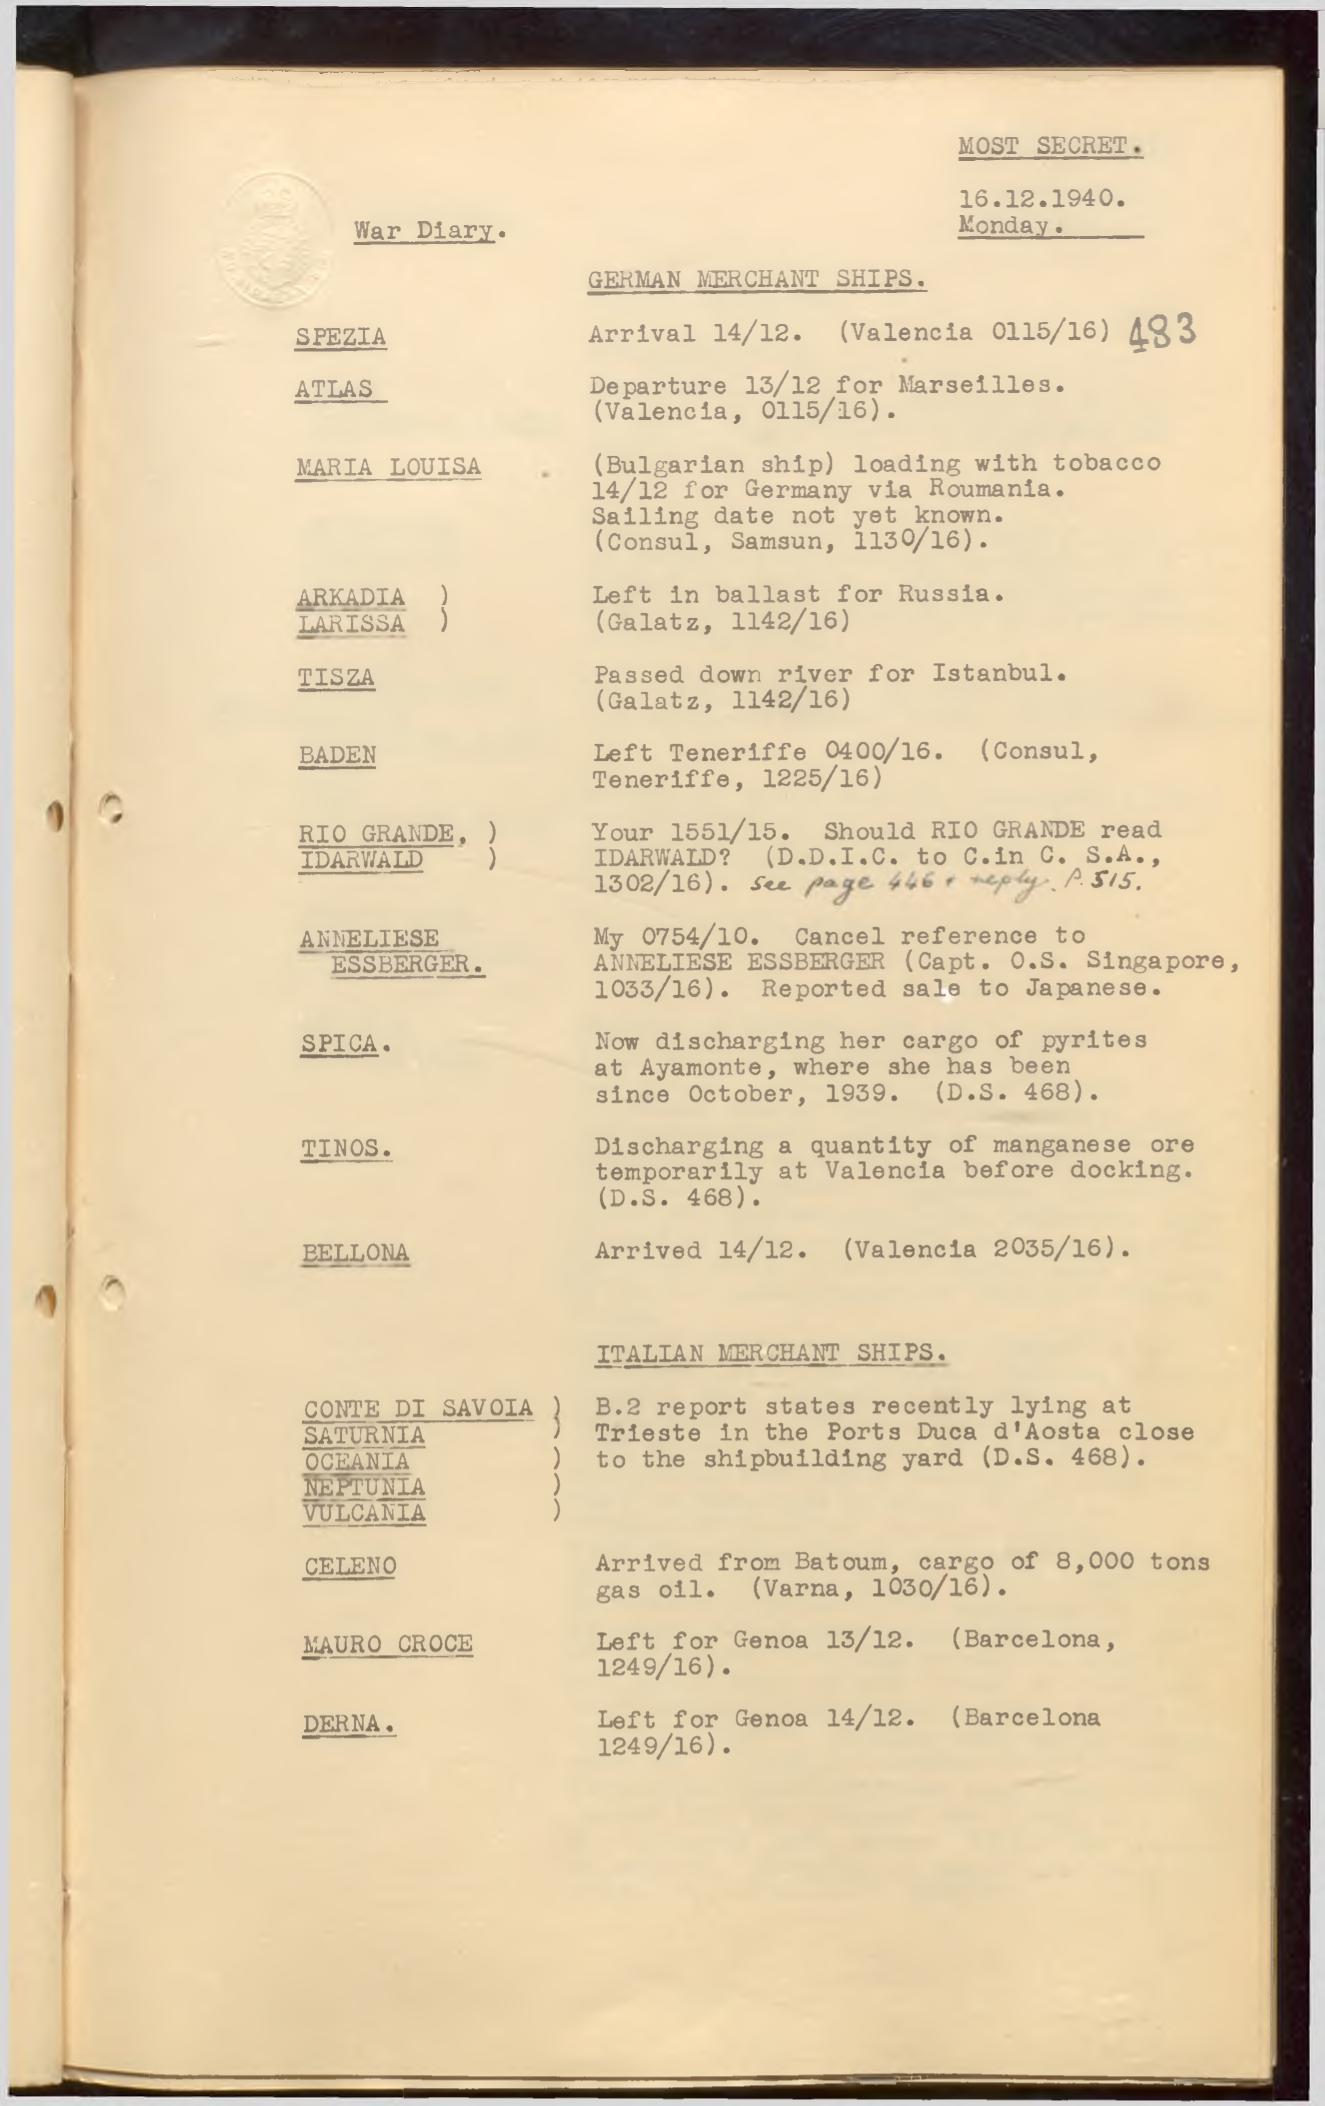 MOST SECRET.
16.12.1940.
Monday.
War Diary.
GERMAN MERCHANT SHIPS.
SPEZIA Arrival 14/12. (Valencia 0115/16) 483
ATLAS Departure 13/12 for Marseilles.
(Valencia, 0115/16).
MARIA LOUISA (Bulgarian ship) loading with tobacco
14/12 for Germany via Roumania.
Sailing date not yet known.
(Consul, Samsun, 1130/16).
ARKADIA ) Left in ballast for Russia.
LARISSA ) (Galatz, 1142/16)
TISZA Passed down river for Istanbul.
(Galatz, 1142/16)
BADEN Left Teneriffe 0400/16. (Consul,
Teneriffe, 1225/16)
RIO GRANDE, ) Your 1551/15. Should RIO GRANDE read
IDARWALD ) IDARWALD? (D.D.I.C. to C.in C. S.A.,
1302/16). See page 446 + reply. P. 515.
ANNELIESE My 0754/10. Cancel reference to
ESSBERGER. ANNELIESE ESSBERGER (Capt. O.S. Singapore,
1033/16). Reported sale to Japanese.
SPICA. Now discharging her cargo of pyrites
at Ayamonte, where she has been
since October, 1939. (D.S. 468).
TINOS. Discharging a quantity of manganese ore
temporarily at Valencia before docking.
(D.S. 468).
BELLONA Arrived 14/12. (Valencia 2035/16).
ITALIAN MERCHANT SHIPS.
CONTE DI SAVOIA ) B.2 report states recently lying at
SATURNIA ) Trieste in the Ports Duca d'Aosta close
OCEANIA ) to the shipbuilding yard (D.S. 468).
NEPTUNIA )
VULCANIA )
CELENO Arrived from Batoum, cargo of 8,000 tons
gas oil. (Varna, 1030/16).
MAURO CROCE Left for Genoa 13/12. (Barcelona,
1249/16).
DERNA. Left for Genoa 14/12. (Barcelona
1249/16).